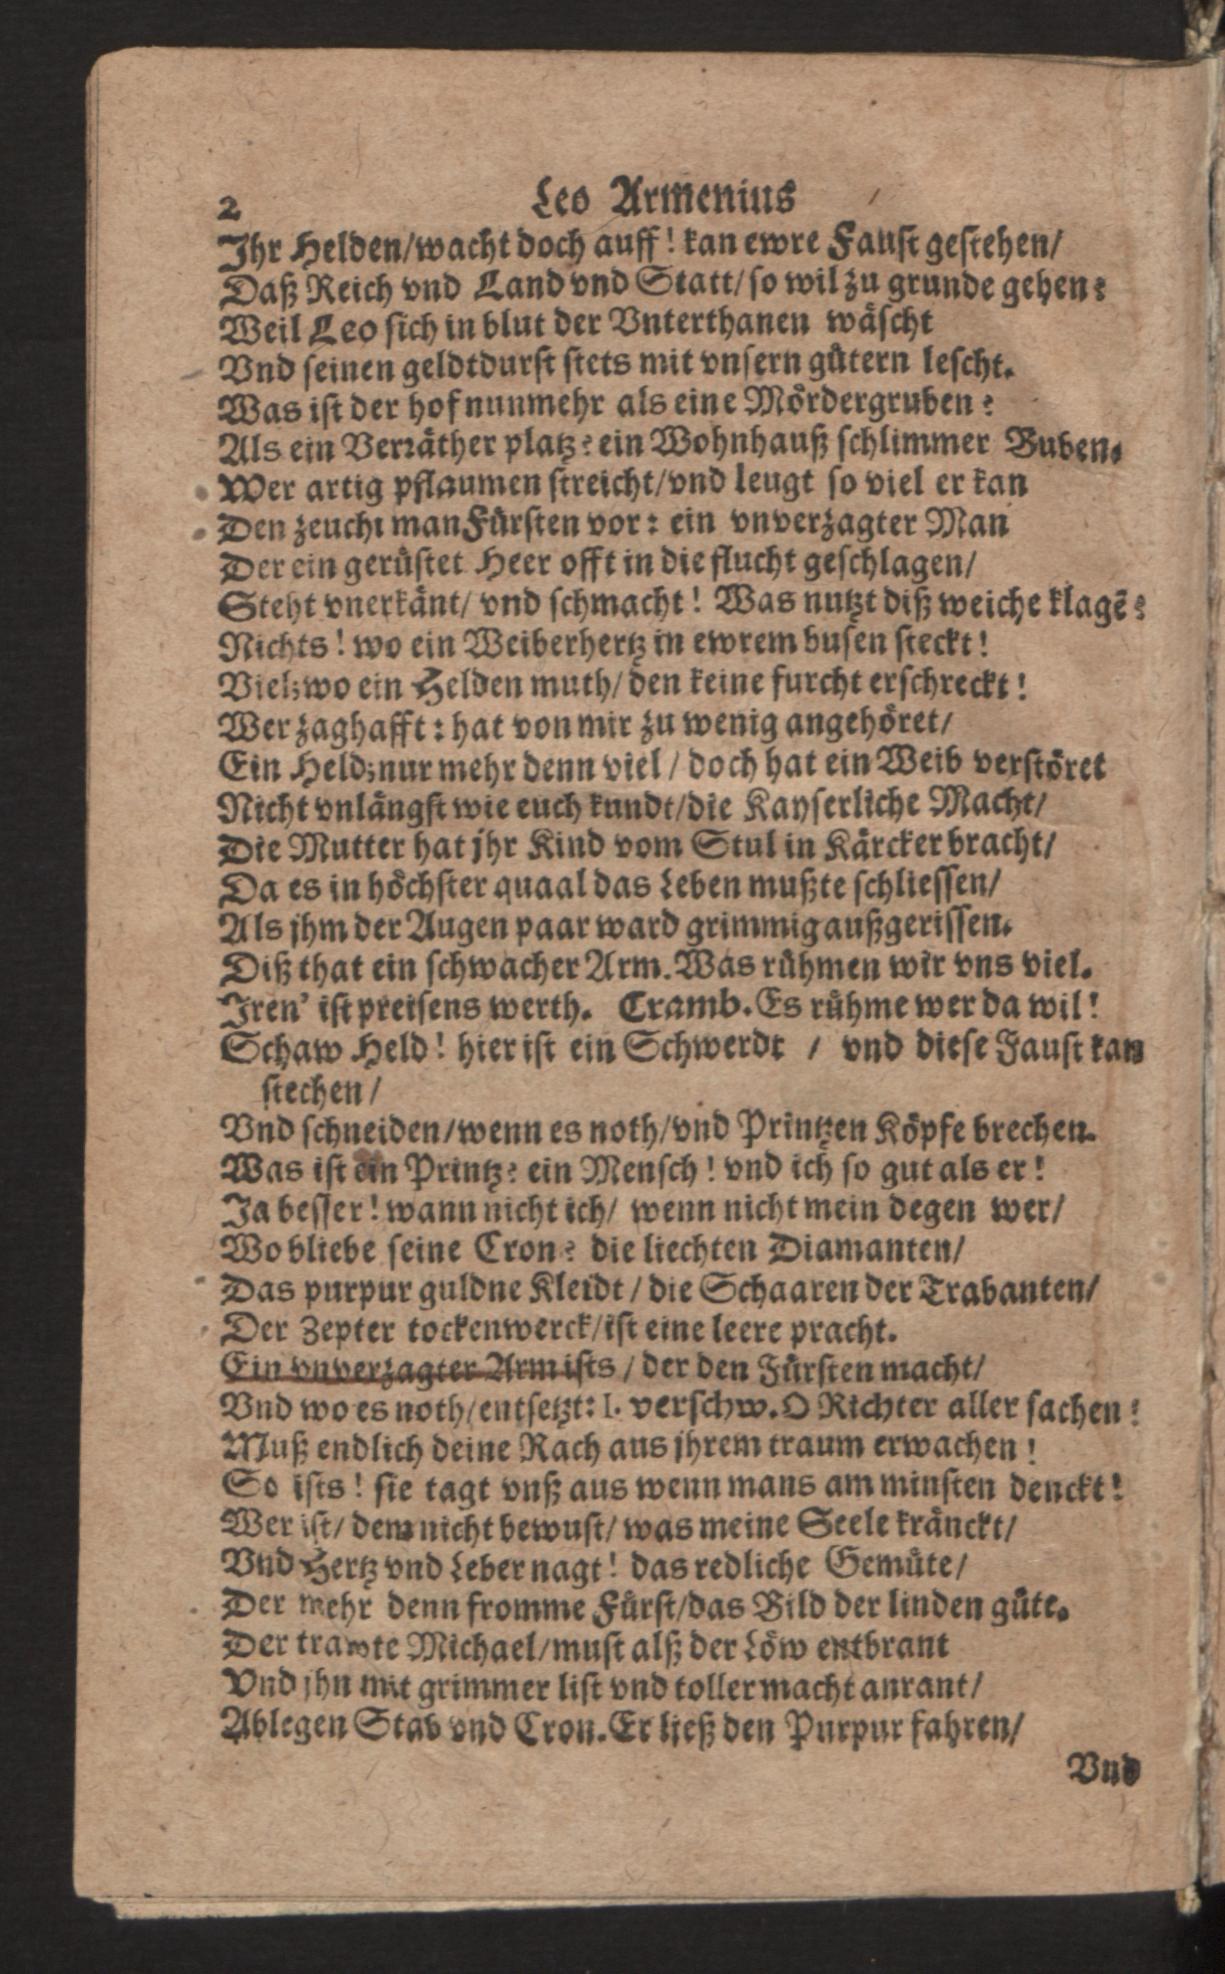 2 Leo Armenius
Ihr Helden/wacht doch auff! kan ewre Faust gestehen/
Daß Reich vnd Land vnd Statt/ so wil zu grunde gehen?
Weil Leo sich in blut der Vnterthanen wäscht
Vnd seinen geldtdurst stets mit vnsern gütern lescht.
Was ist der hof nunmehr als eine Mördergruben?
Als ein Verräther platz? ein Wohnhauß schlimmer Buben.
Wer artig pflaumen streicht/vnd leugt so viel er kan
Den zeucht man Fürsten vor: ein vnverzagter Man
Der ein gerüstet Heer offt in die flucht geschlagen/
Steht vnerkänt/ vnd schmacht! Was nutzt diß weiche klagẽ?
Nichts! wo ein Weiberhertz in ewrem busen steckt!
Viel; wo ein Helden muth/ den keine furcht erschreckt!
Wer zaghafft: hat von mir zu wenig angehöret/
Ein Held; nur mehr denn viel / doch hat ein Weib verstöret
Nicht vnlängst wie euch kundt/die Kayserliche Macht/
Die Mutter hat jhr Kind vom Stul in Kärcker bracht/
Da es in höchster quaal das Leben mußte schliessen/
Als jhm der Augen paar ward grimmig außgerissen.
Diß that ein schwacher Arm. Was rühmen wir vns viel.
Iren' ist preisens werth. Cramb. Es rühme wer da wil!
Schaw Held! hier ist ein Schwerdt / vnd diese Faust kan
stechen/
Vnd schneiden/wenn es noth/vnd Printzen Köpfe brechen.
Was ist ein Printz? ein Mensch! vnd ich so gut als er!
Ja besser! wann nicht ich/ wenn nicht mein degen wer/
Wo bliebe seine Cron? die liechten Diamanten/
Das purpur guldne Kleidt / die Schaaren der Trabanten/
Der Zepter tockenwerck/ist eine leere pracht.
Ein vnverzagter Arm ists / der den Fürsten macht/
Vnd wo es noth/entsetzt: I. verschw. O Richter aller sachen!
Muß endlich deine Rach aus jhrem traum erwachen!
So ists! sie tagt vnß aus wenn mans am minsten denckt!
Wer ist/ dem nicht bewust/ was meine Seele kränckt/
Vnd Hertz vnd Leber nagt! das redliche Gemüte/
Der mehr denn fromme Fürst/das Bild der linden güte.
Der trawte Michael/must alß der Löw entbrant
Vnd jhn mit grimmer list vnd toller macht anrant/
Ablegen Stab vnd Cron. Er ließ den Purpur fahren/
Vnd